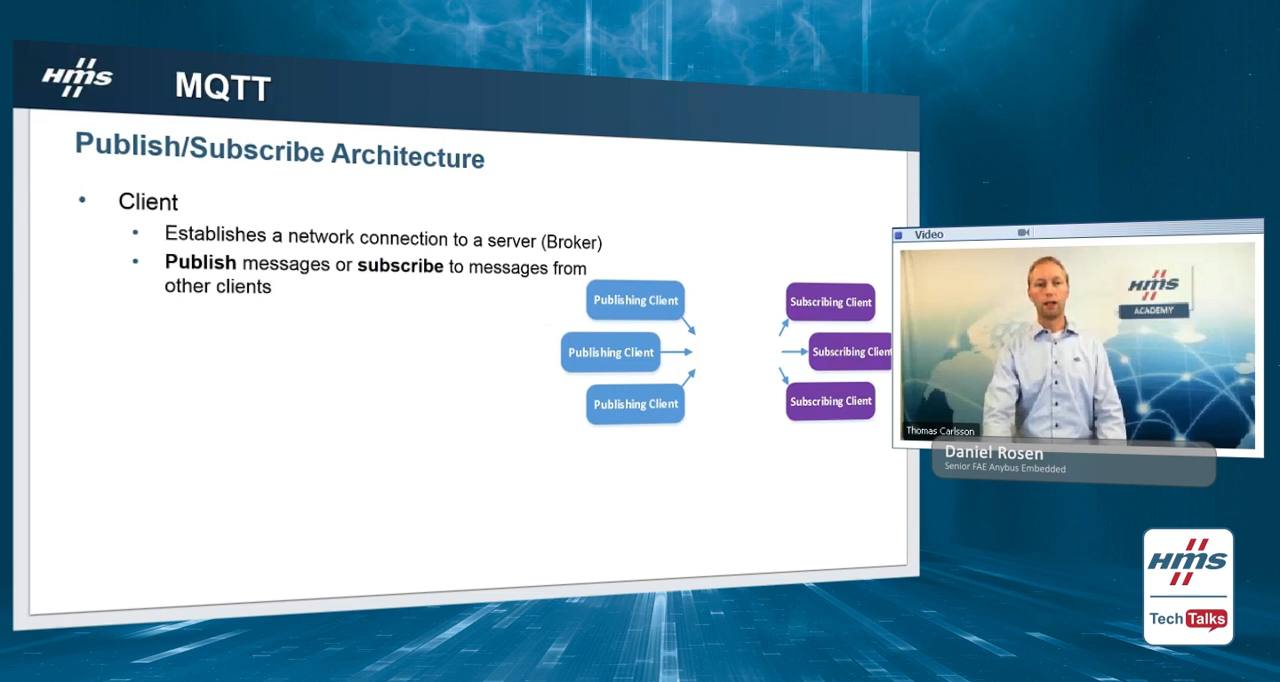 HMS
MQTT
Publish/Subscribe Architecture
• Client
• Establishes a network connection to a server (Broker)
• Publish messages or subscribe to messages from
other clients
Publishing Client
Subscribing Client
Publishing Client
Subscribing Client
Publishing Client
Subscribing Client
Video
HMS
ACADEMY
Thomas Carlsson
Daniel Rosen
Senior FAE Anybus Embedded
HMS
Tech Talks